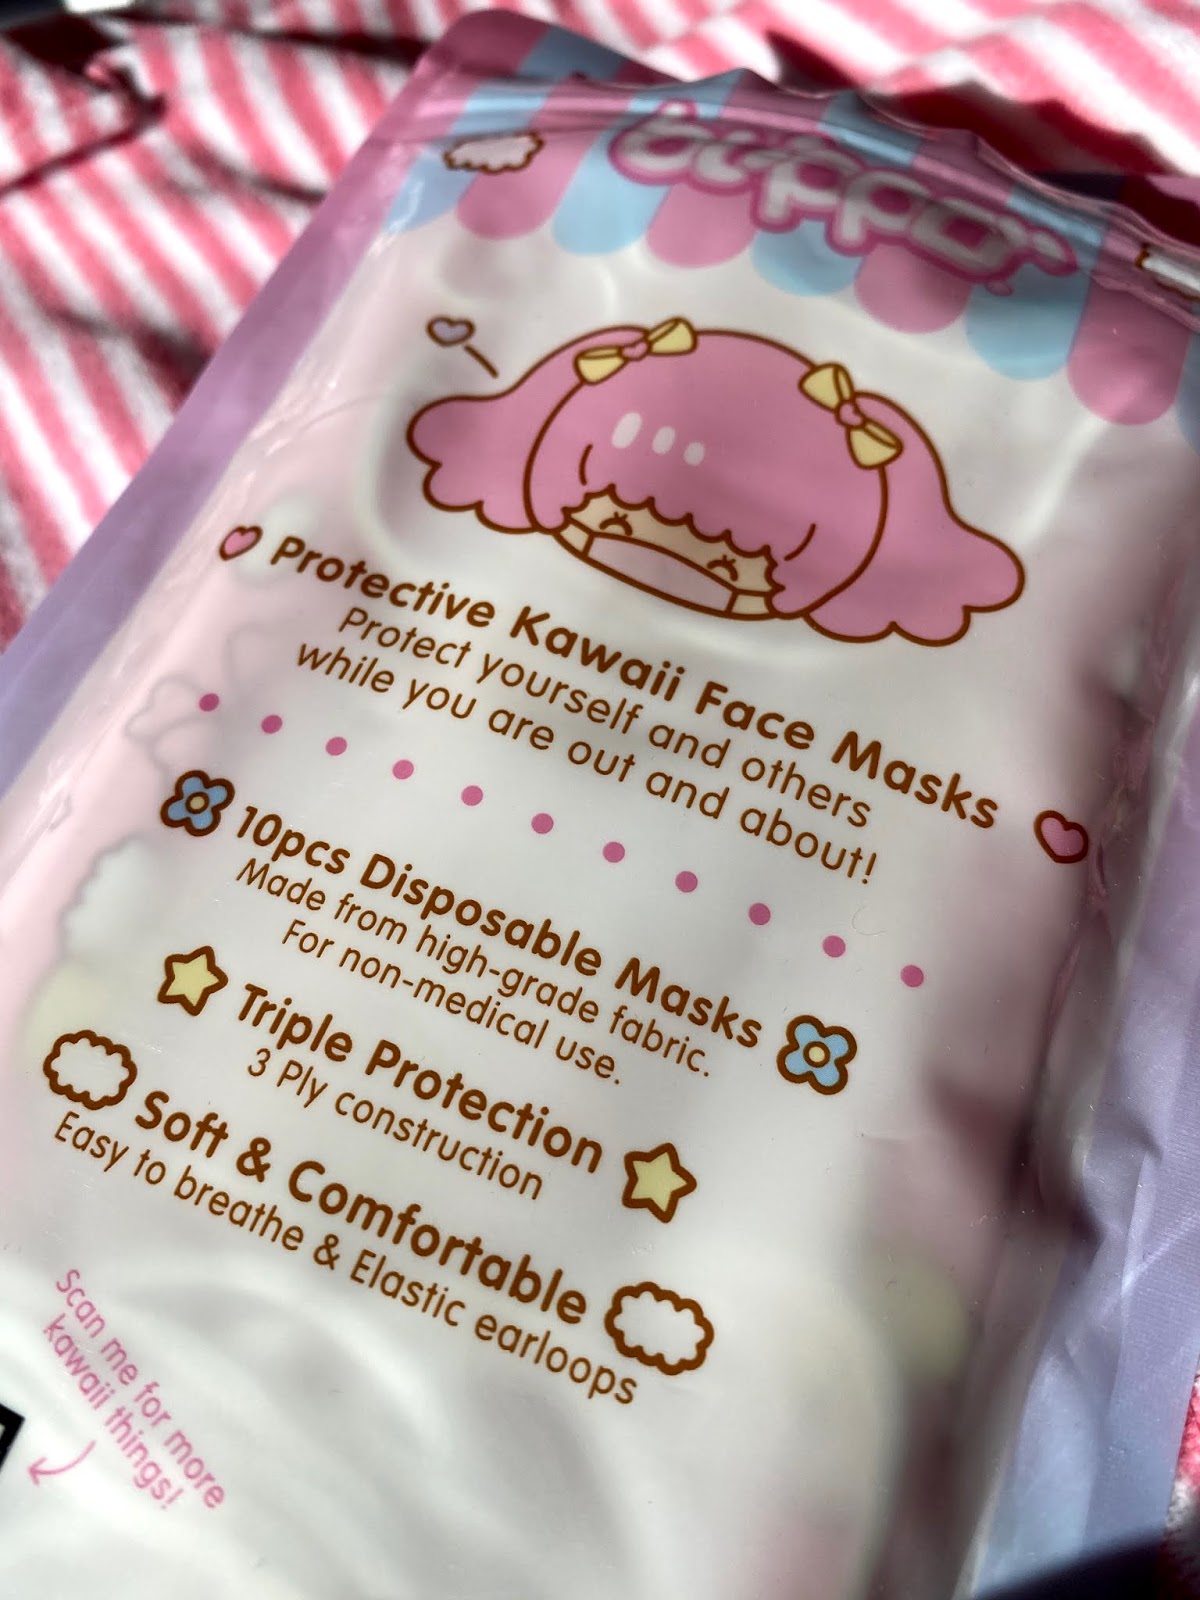 buppo
Protective Kawaii Face Masks
Protect yourself and others
while you are out and about!
10pcs Disposable Masks
Made from high-grade fabric.
For non-medical use.
Triple Protection
3 Ply construction
Soft & Comfortable
Easy to breathe & Elastic earloops
Scan me for more
kawaii things!